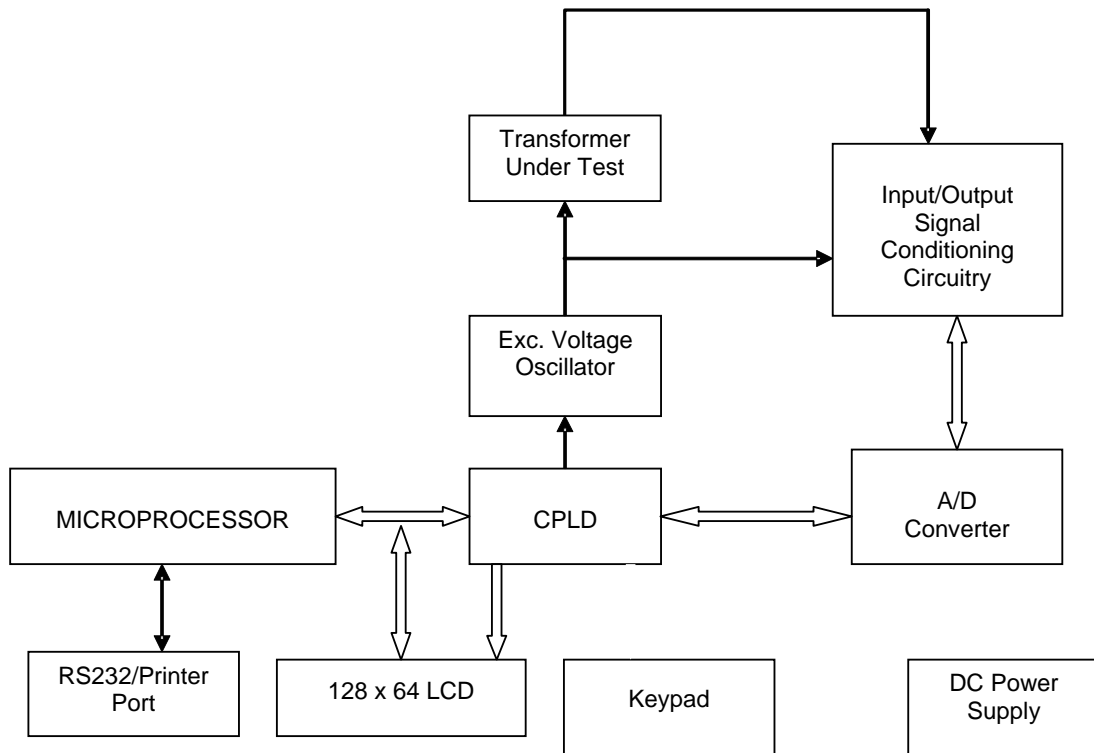 Transformer
Under Test
Input/Output
Signal
Conditioning
Circuitry
Exc. Voltage
Oscillator
MICROPROCESSOR
CPLD
A/D
Converter
RS232/Printer
Port
128 x 64 LCD
Keypad
DC Power
Supply